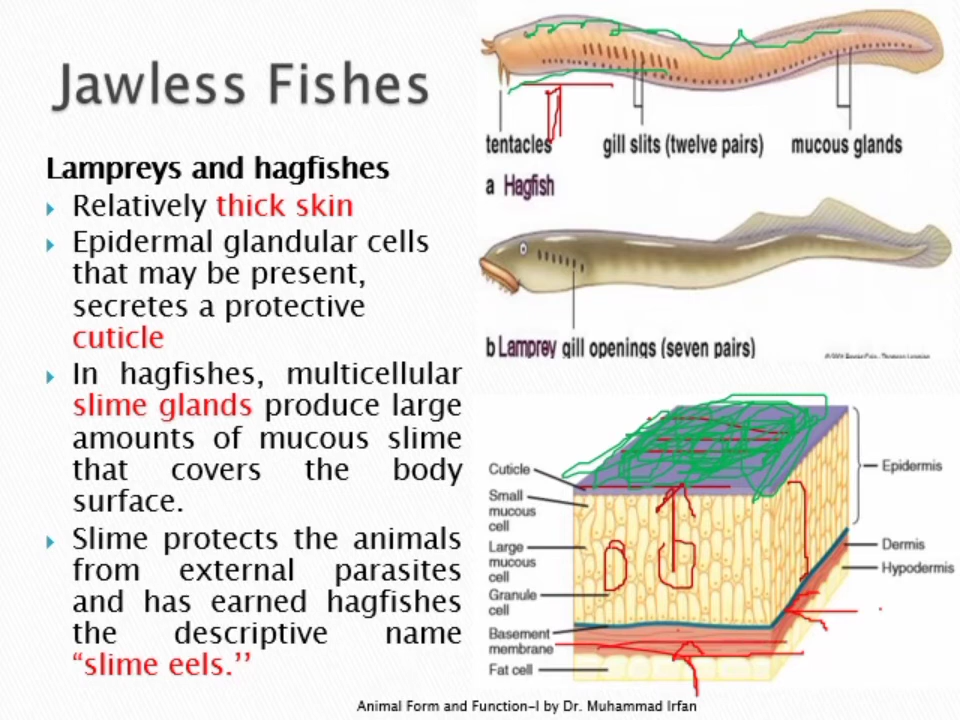 Jawless Fishes
Lampreys and hagfishes
Relatively thick skin
Epidermal glandular cells
that may be present,
secretes a protective
cuticle
In hagfishes, multicellular
slime glands produce large
amounts of mucous slime
that covers the body
surface.
Slime protects the animals
from external parasites
and has earned hagfishes
the descriptive name
“slime eels.’’
tentacles
gill slits (twelve pairs)
mucous glands
a Hagfish
b Lamprey gill openings (seven pairs)
Cuticle
Small
mucous
cell
Large
mucous
cell
Granule
cell
Basement
membrane
Fat cell
Epidermis
Dermis
Hypodermis
Animal Form and Function-I by Dr. Muhammad Irfan